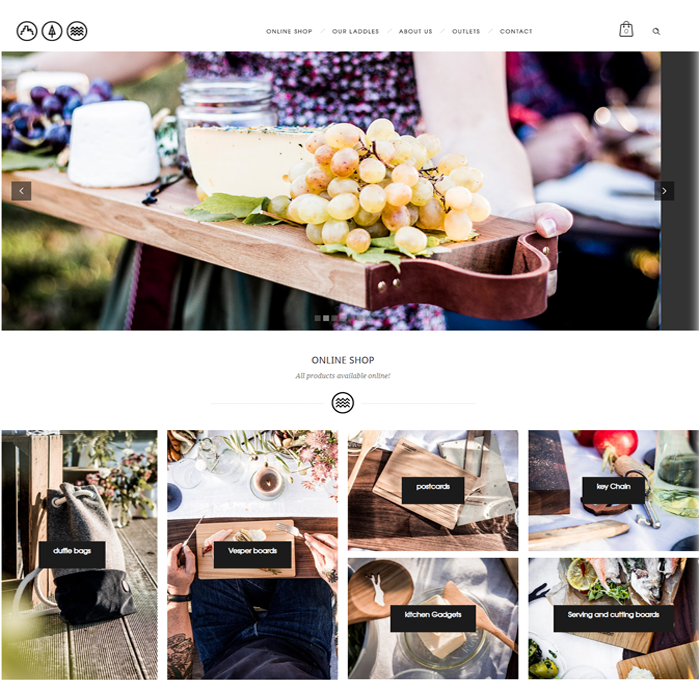 ONLINE SHOP / OUR LADDLES / ABOUT US / OUTLETS / CONTACT
0
ONLINE SHOP
All products available online!
duffle bags
Vesper boards
postcards
key Chain
kitchen Gadgets
Serving and cutting boards